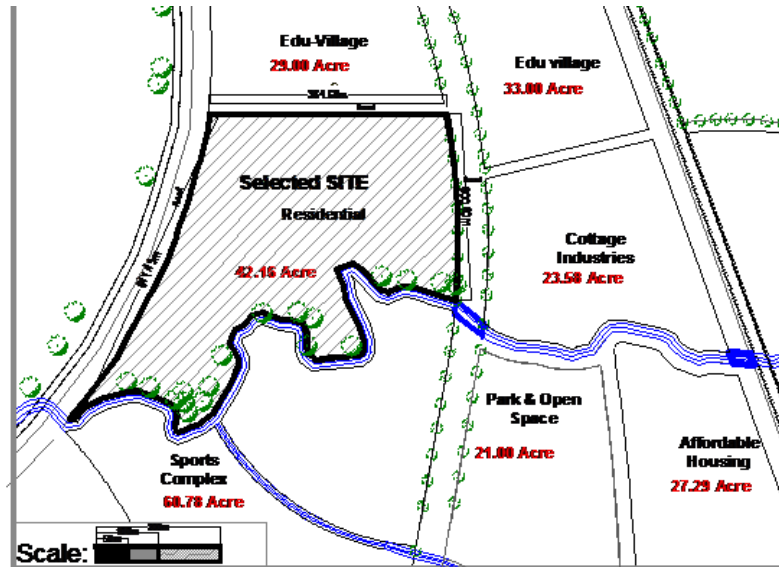 Edu-Village
29.00 Acre
Edu village
33.00 Acre
Road
Selected SITE
Residential
42.16 Acre
Road
Cottage
Industries
23.58 Acre
Park & Open
Space
21.00 Acre
Affordable
Housing
27.29 Acre
Sports
Complex
60.78 Acre
Scale: